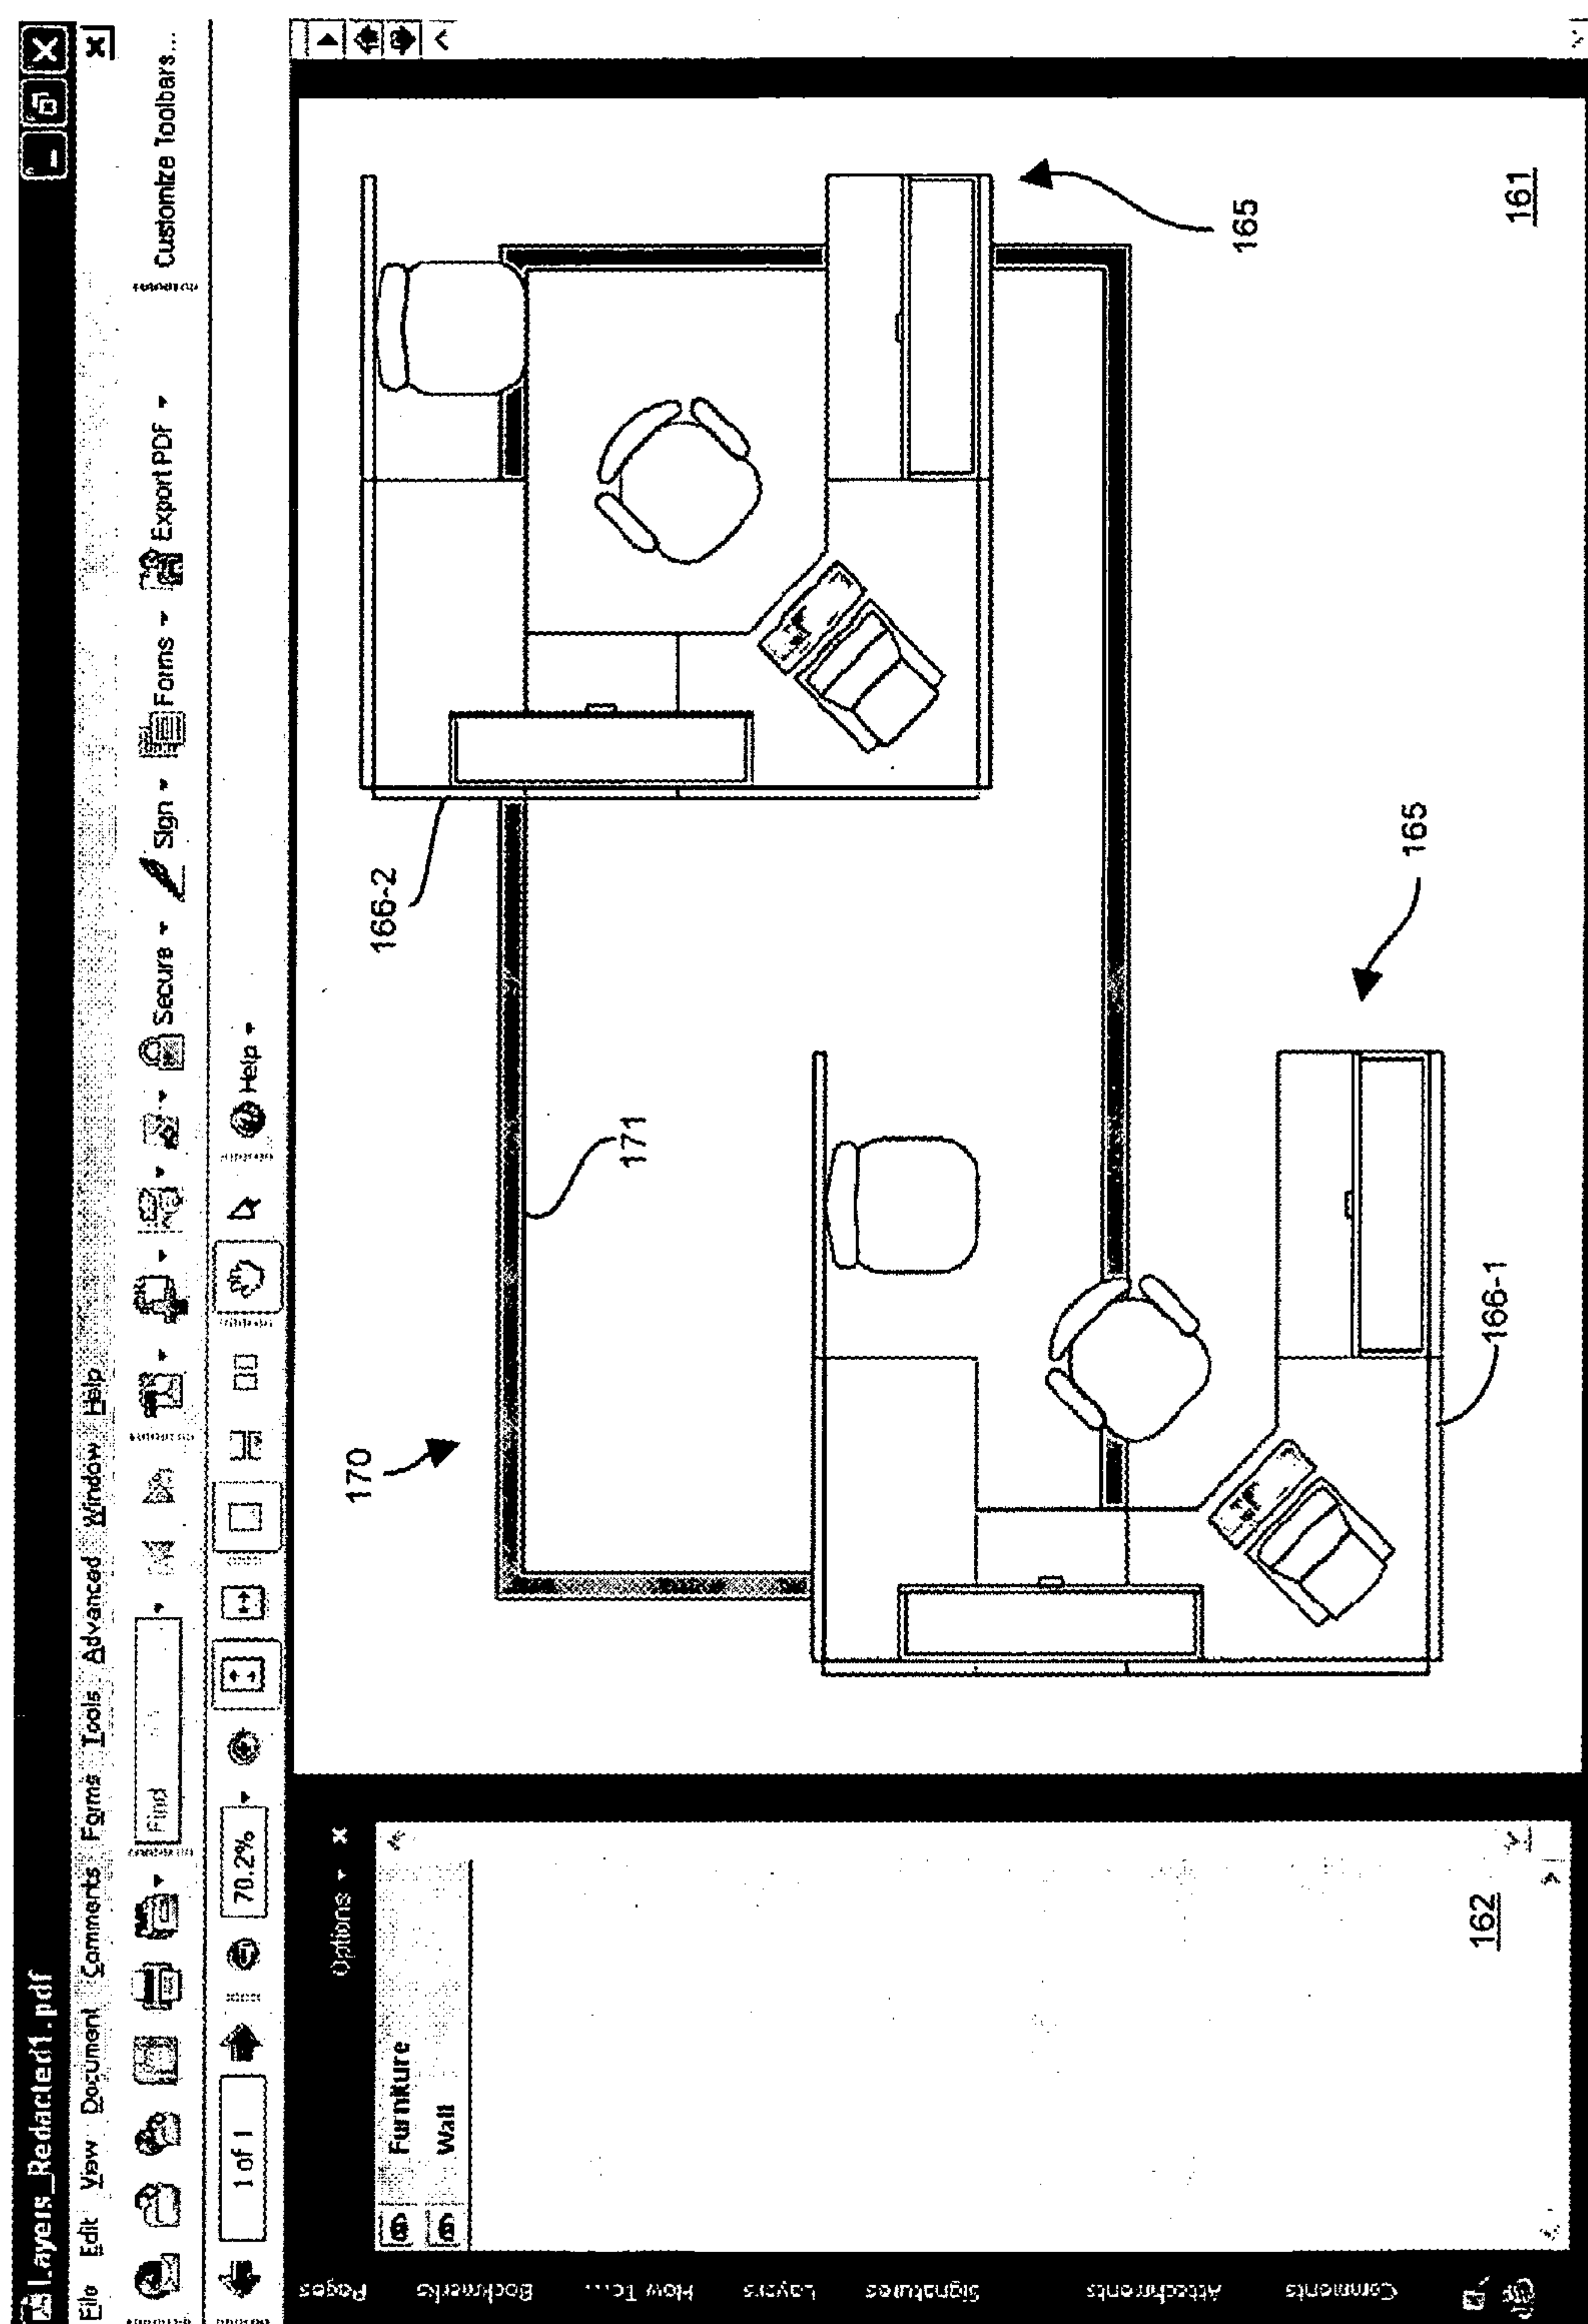 Layers_Redacted1.pdf
File Edit View Document Comments Forms Tools Advanced Window Help
Find
Secure
Sign
Forms
Export PDF
Customize Toolbars...
1 of 1
70.2%
Help
Options
Furniture
Wall
Pages
Bookmarks
How To...
Layers
Signatures
Attachments
Comments
162
170
171
166-2
165
165
166-1
161